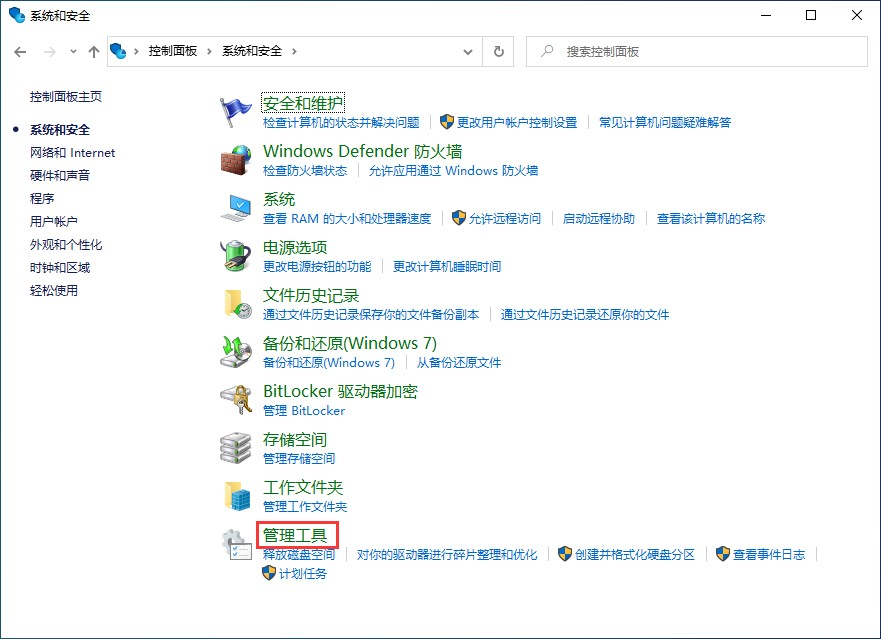 系统和安全
控制面板 系统和安全
搜索控制面板
控制面板主页
系统和安全
网络和 Internet
硬件和声音
程序
用户帐户
外观和个性化
时钟和区域
轻松使用
安全和维护
检查计算机的状态并解决问题 更改用户帐户控制设置 常见计算机问题疑难解答
Windows Defender 防火墙
检查防火墙状态 允许应用通过 Windows 防火墙
系统
查看 RAM 的大小和处理器速度 允许远程访问 启动远程协助 查看该计算机的名称
电源选项
更改电源按钮的功能 更改计算机睡眠时间
文件历史记录
通过文件历史记录保存你的文件备份副本 通过文件历史记录还原你的文件
备份和还原(Windows 7)
备份和还原(Windows 7) 从备份还原文件
BitLocker 驱动器加密
管理 BitLocker
存储空间
管理存储空间
工作文件夹
管理工作文件夹
管理工具
释放磁盘空间 对你的驱动器进行碎片整理和优化 创建并格式化硬盘分区 查看事件日志
计划任务